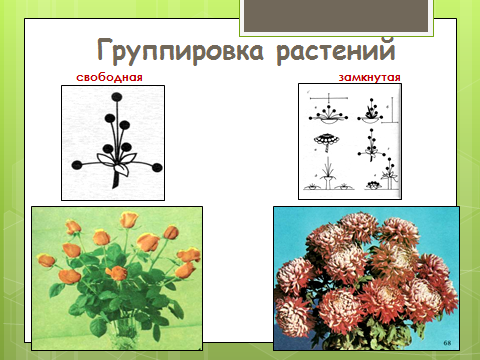 Группировка растений
свободная
замкнутая
68